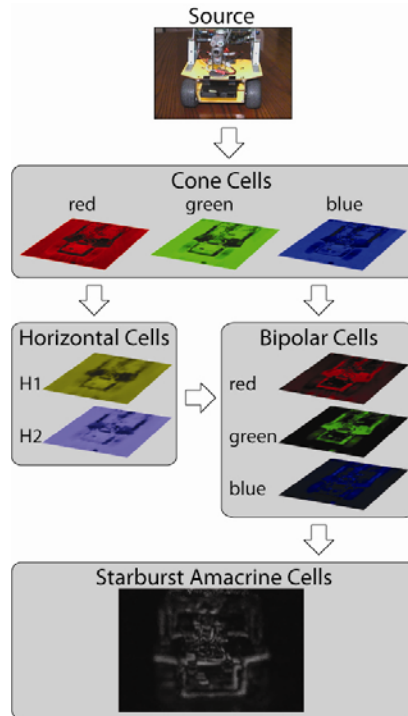 Source
Cone Cells
red green blue
Horizontal Cells
H1
H2
Bipolar Cells
red
green
blue
Starburst Amacrine Cells